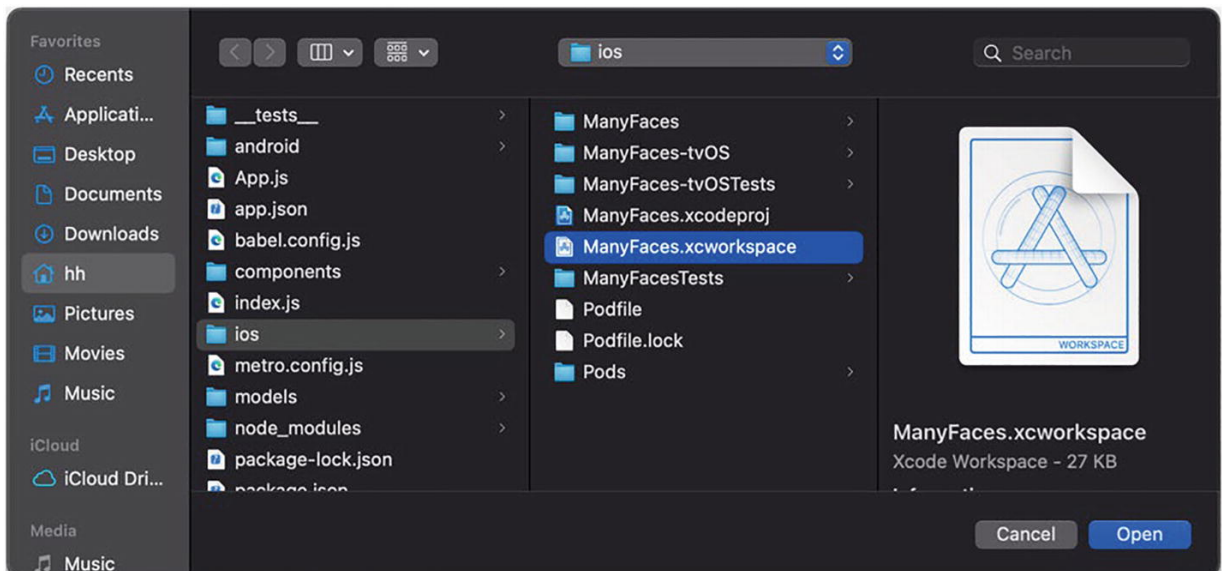 Favorites
Recents
Applicati...
Desktop
Documents
Downloads
hh
Pictures
Movies
Music
iCloud
iCloud Dri...
Media
Music
ios
Search
__tests__
android
App.js
app.json
babel.config.js
components
index.js
ios
metro.config.js
models
node_modules
package-lock.json
package.json
ManyFaces
ManyFaces-tvOS
ManyFaces-tvOSTests
ManyFaces.xcodeproj
ManyFaces.xcworkspace
ManyFacesTests
Podfile
Podfile.lock
Pods
WORKSPACE
ManyFaces.xcworkspace
Xcode Workspace - 27 KB
Cancel
Open